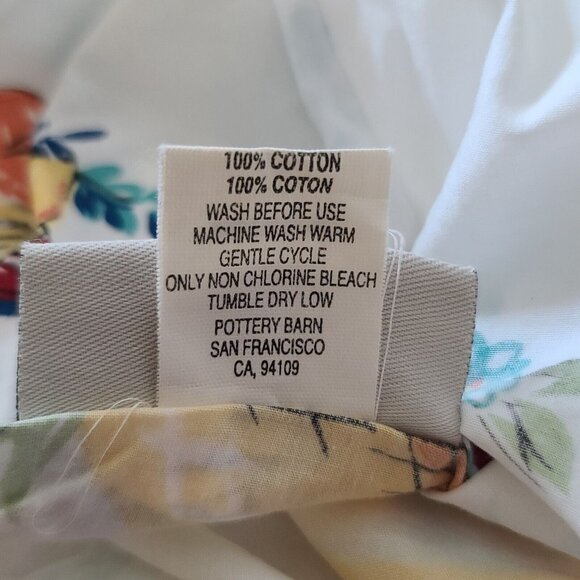 100% COTTON
100% COTON
WASH BEFORE USE
MACHINE WASH WARM
GENTLE CYCLE
ONLY NON CHLORINE BLEACH
TUMBLE DRY LOW
POTTERY BARN
SAN FRANCISCO
CA, 94109